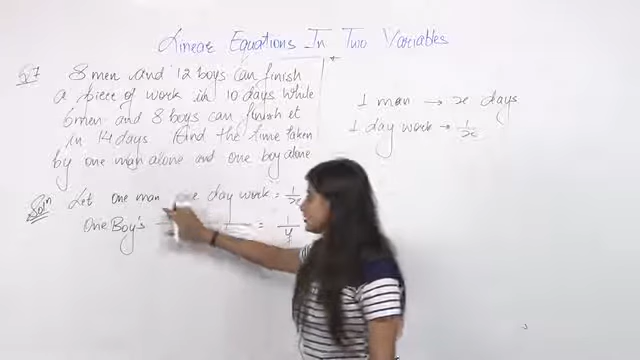 Linear Equations In Two Variables
Q7 8 men and 12 boys can finish
a piece of work in 10 days while
6 men and 8 boys can finish it
in 14 days. Find the time taken
by one man alone and one boy alone
Soln Let one man one day work = 1/x
One Boy's = 1/y
1 man → x days
1 day work → 1/x